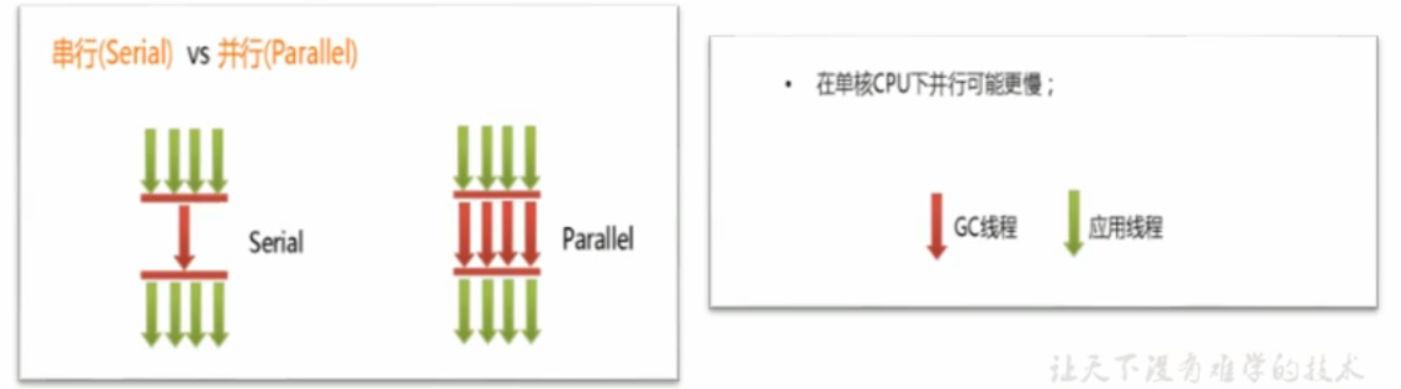 串行(Serial) vs 并行(Parallel)
Serial
Parallel
• 在单核CPU下并行可能更慢；
GC线程
应用线程
让天下没有难学的技术